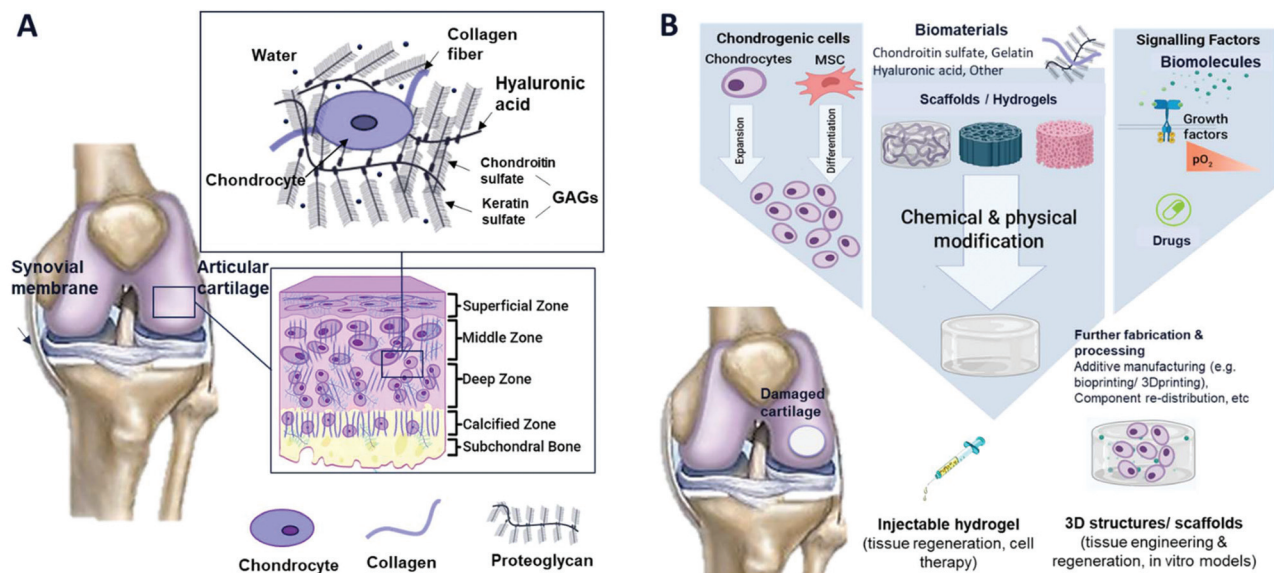 A
Water
Collagen
fiber
Hyaluronic
acid
Chondrocyte
Chondroitin
sulfate
Keratin
sulfate
GAGs
Synovial
membrane
Articular
cartilage
Superficial Zone
Middle Zone
Deep Zone
Calcified Zone
Subchondral Bone
Chondrocyte
Collagen
Proteoglycan
B
Chondrogenic cells
Chondrocytes
MSC
Expansion
Differentiation
Biomaterials
Chondroitin sulfate, Gelatin
Hyaluronic acid, Other
Scaffolds / Hydrogels
Chemical & physical
modification
Signalling Factors
Biomolecules
Growth
factors
pO2
Drugs
Further fabrication &
processing
Additive manufacturing (e.g.
bioprinting/ 3Dprinting),
Component re-distribution, etc
Damaged
cartilage
Injectable hydrogel
(tissue regeneration, cell
therapy)
3D structures/ scaffolds
(tissue engineering &
regeneration, in vitro models)